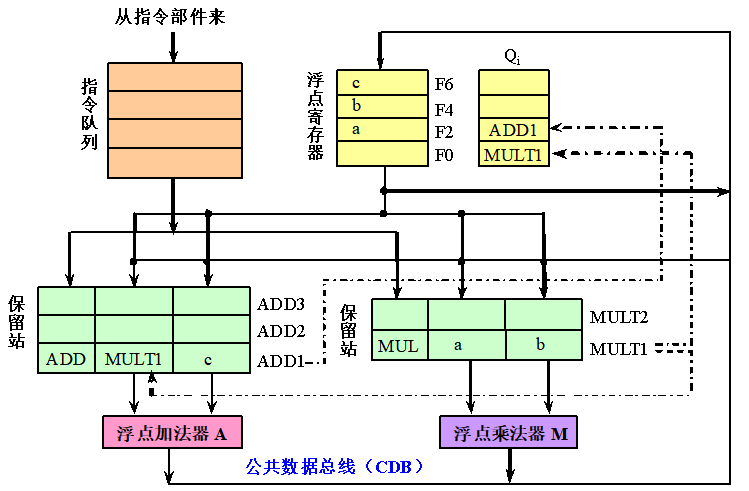 从指令部件来
指令队列
浮点寄存器
Qi
c
F6
b
F4
a
F2
ADD1
F0
MULT1
保留站
ADD3
ADD2
ADD
MULT1
c
ADD1
保留站
MULT2
MUL
a
b
MULT1
浮点加法器 A
浮点乘法器 M
公共数据总线（CDB）